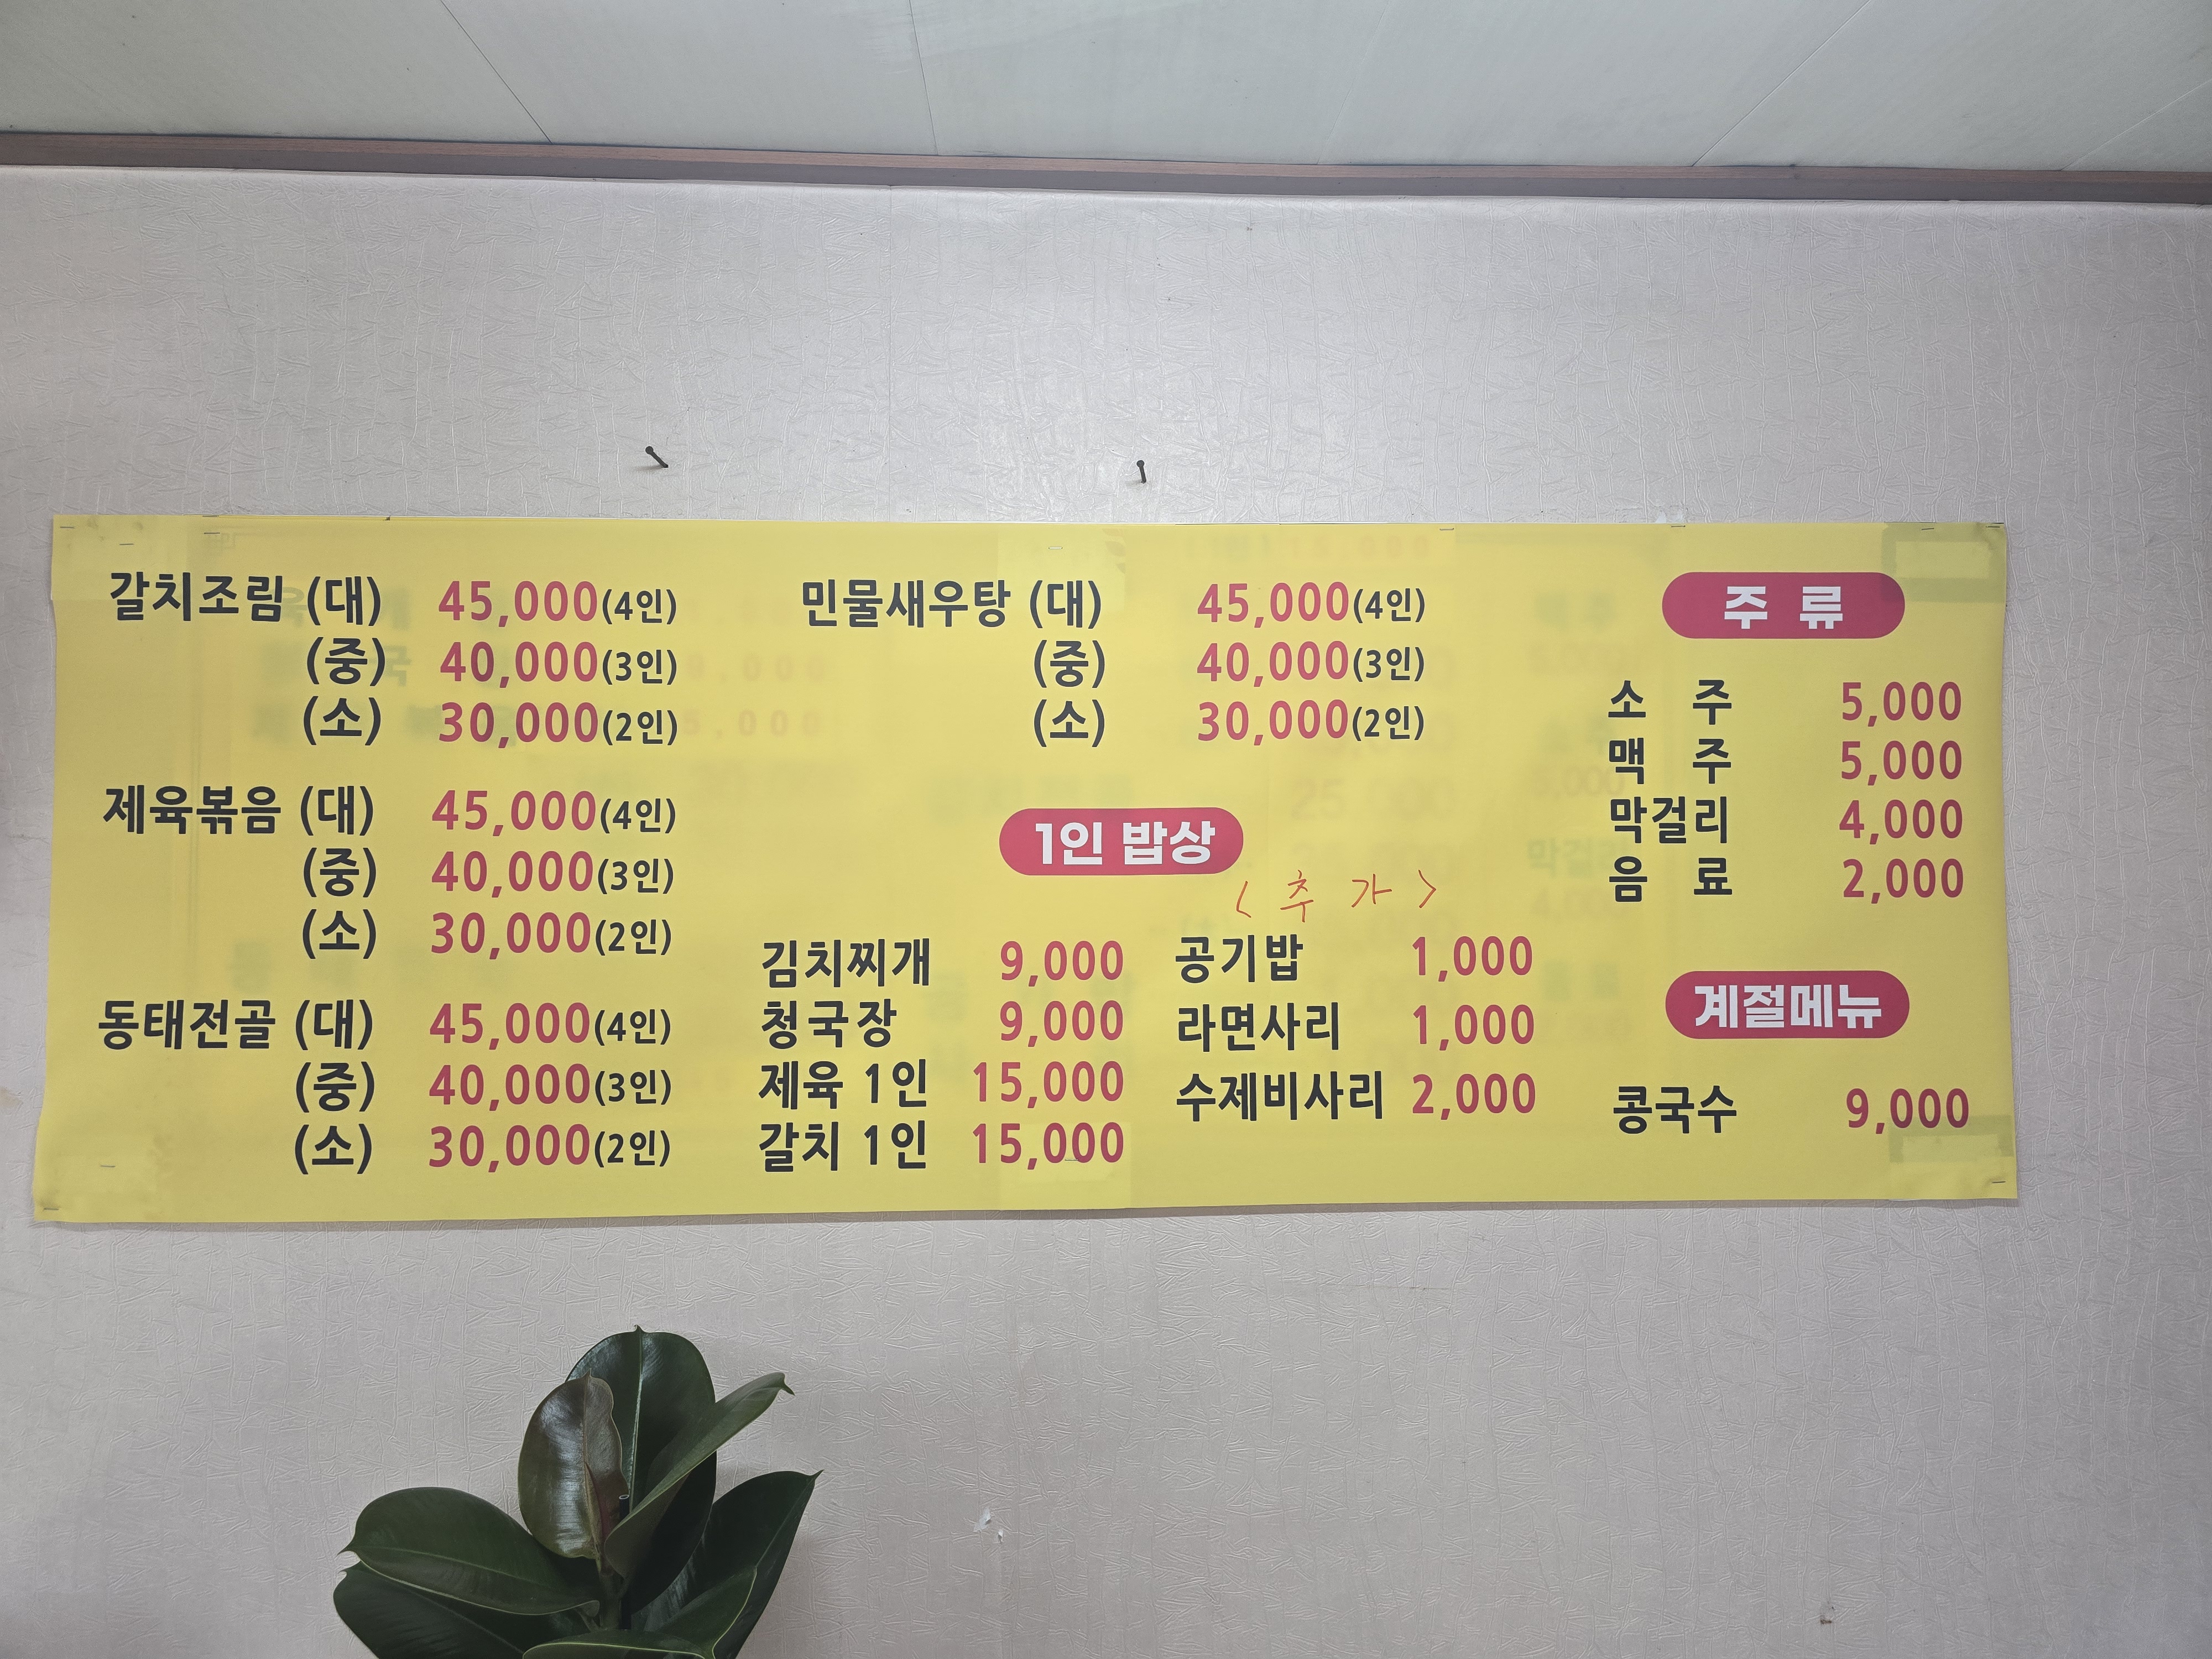 갈치조림 (대) 45,000(4인)
(중) 40,000(3인)
(소) 30,000(2인)
제육볶음 (대) 45,000(4인)
(중) 40,000(3인)
(소) 30,000(2인)
동태전골 (대) 45,000(4인)
(중) 40,000(3인)
(소) 30,000(2인)
민물새우탕 (대) 45,000(4인)
(중) 40,000(3인)
(소) 30,000(2인)
1인 밥상
김치찌개 9,000
청국장 9,000
제육 1인 15,000
갈치 1인 15,000
<추 가>
공기밥 1,000
라면사리 1,000
수제비사리 2,000
주 류
소 주 5,000
맥 주 5,000
막걸리 4,000
음 료 2,000
계절메뉴
콩국수 9,000